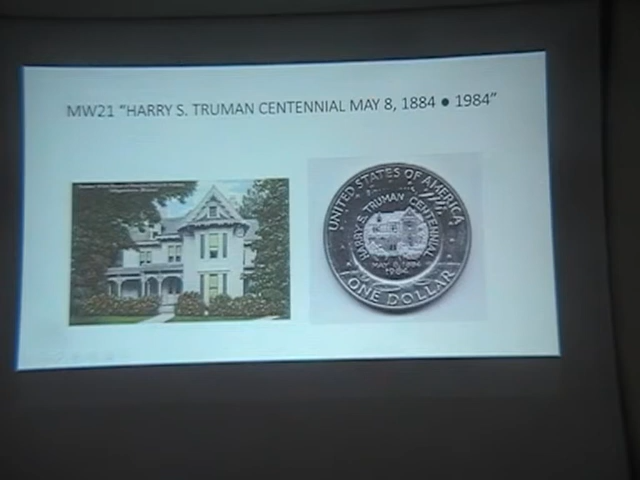 MW21 “HARRY S. TRUMAN CENTENNIAL MAY 8, 1884 ● 1984”
UNITED STATES OF AMERICA
HARRY S. TRUMAN CENTENNIAL
MAY 8, 1884
1984
ONE DOLLAR